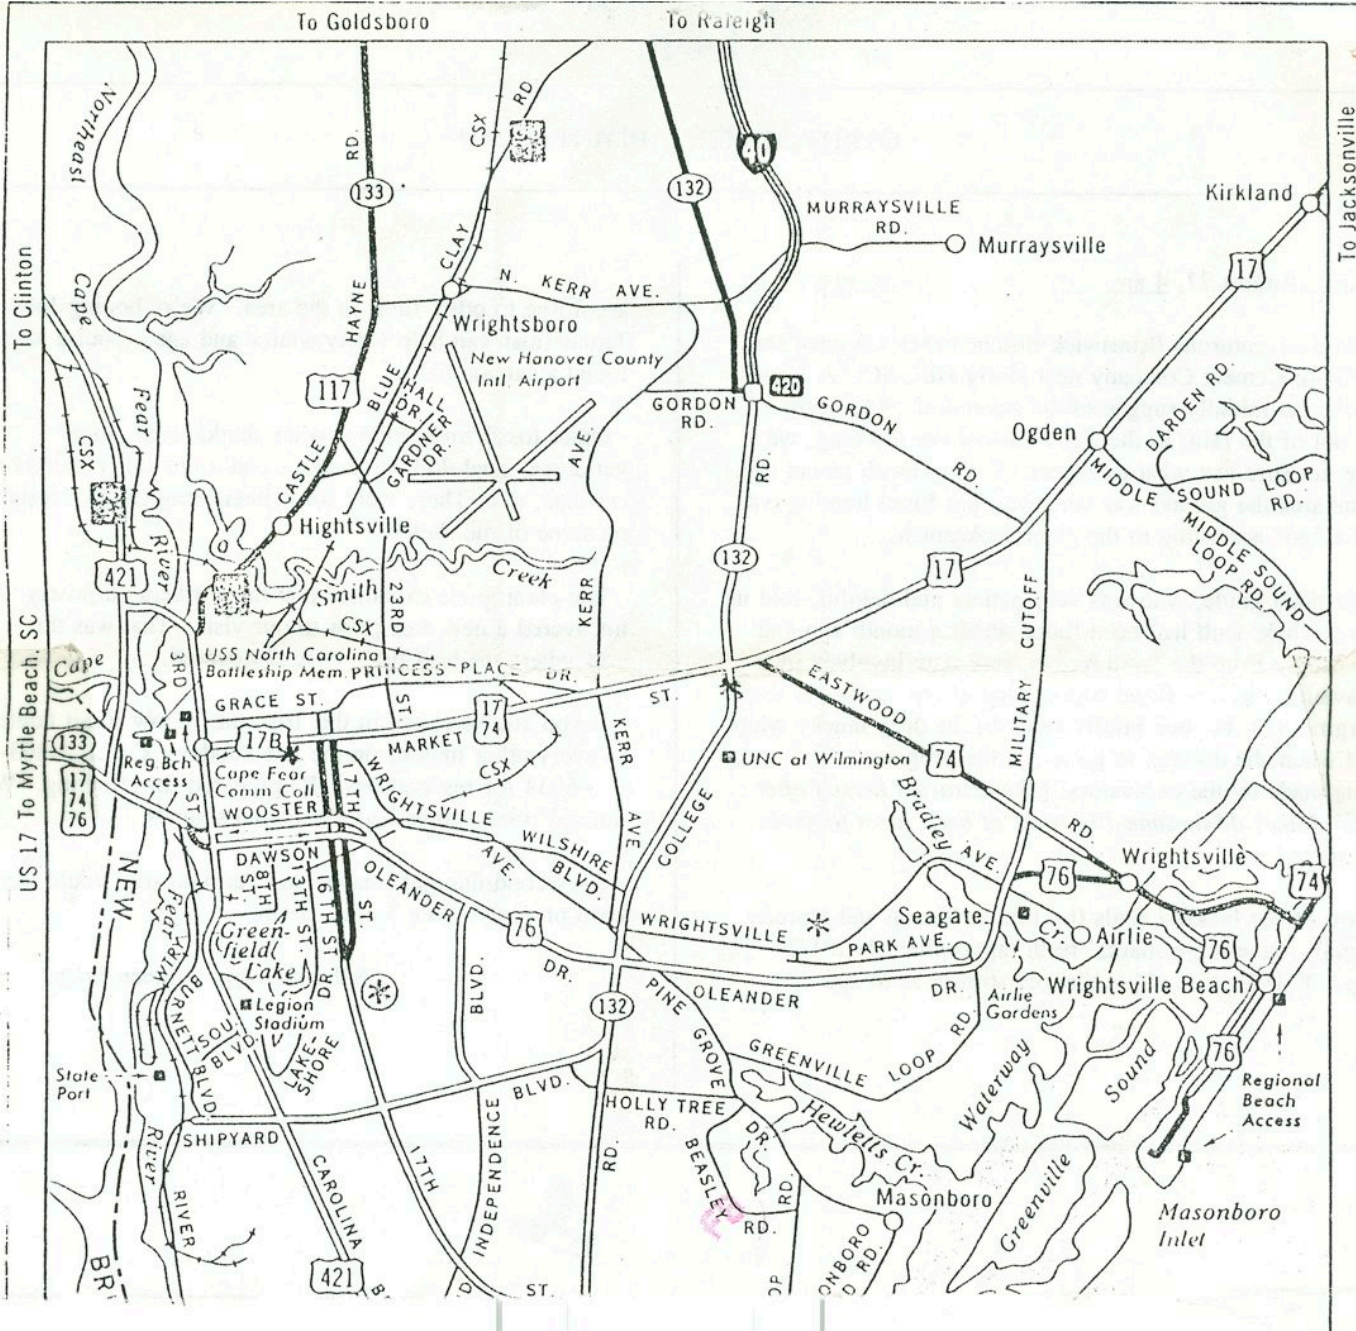 To Goldsboro
To Raleigh
To Jacksonville
To Clinton
US 17 To Myrtle Beach, SC
Northeast
Cape
Fear
River
RD.
133
CSX
RD.
132
40
MURRAYSVILLE
RD.
Murraysville
Kirkland
17
CLAY
N. KERR AVE.
HAYNE
Wrightsboro
New Hanover County
Intl. Airport
117
BLUE
HALL
OR
GARDNER
DR.
AVE.
GORDON
RD.
420
GORDON
RD.
DARDEN RD.
Ogden
MIDDLE SOUND LOOP
RD.
MIDDLE SOUND
LOOP RD.
CSX
CASTLE
Hightsville
RD.
132
17
421
Smith
Creek
CSX
23RD
ST.
KERR
CUTOFF
MILITARY
USS North Carolina
Battleship Mem.
PRINCESS PLACE DR.
Cape
3RD
ST.
GRACE ST.
17
74
MARKET
ST.
EASTWOOD
RD.
133
17
74
76
Reg. Bch
Access
17B
Cape Fear
Comm Coll
17TH
ST.
CSX
KERR
AVE
UNC at Wilmington
74
WOOSTER
WRIGHTSVILLE
AVE.
WILSHIRE
BLVD.
COLLEGE
Bradley
Cr.
AVE.
Wrightsville
76
74
DAWSON
8TH
ST.
13TH ST.
16TH ST.
OLEANDER
DR.
NEW
Fear
Greenfield
Lake
76
WRIGHTSVILLE
Seagate
PARK AVE.
Airlie
76
BURNETT BLVD.
Legion
Stadium
BLVD.
132
PINE
GROVE
DR.
OLEANDER
DR.
Airlie
Gardens
Wrightsville Beach
SOU.
BLVD.
LAKE-
SHORE
DR.
GREENVILLE LOOP RD.
76
State
Port
Waterway
Sound
Regional
Beach
Access
HOLLY TREE
RD.
Hewletts Cr.
SHIPYARD
BLVD.
River
RIVER
CAROLINA
17TH
INDEPENDENCE
RD.
BEASLEY
RD.
RD.
Masonboro
Greenville
Masonboro
Inlet
421
B
ST.
OP
ONBORO
RD.
BR